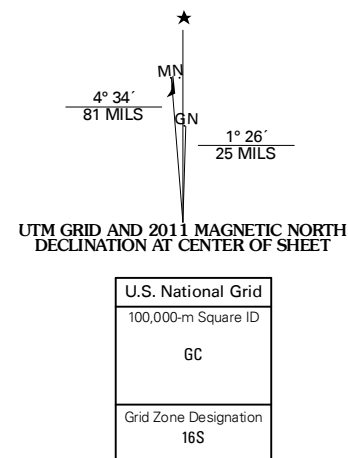 ★
MN
GN
4° 34´
81 MILS
1° 26´
25 MILS
UTM GRID AND 2011 MAGNETIC NORTH
DECLINATION AT CENTER OF SHEET
U.S. National Grid
100,000-m Square ID
GC
Grid Zone Designation
16S